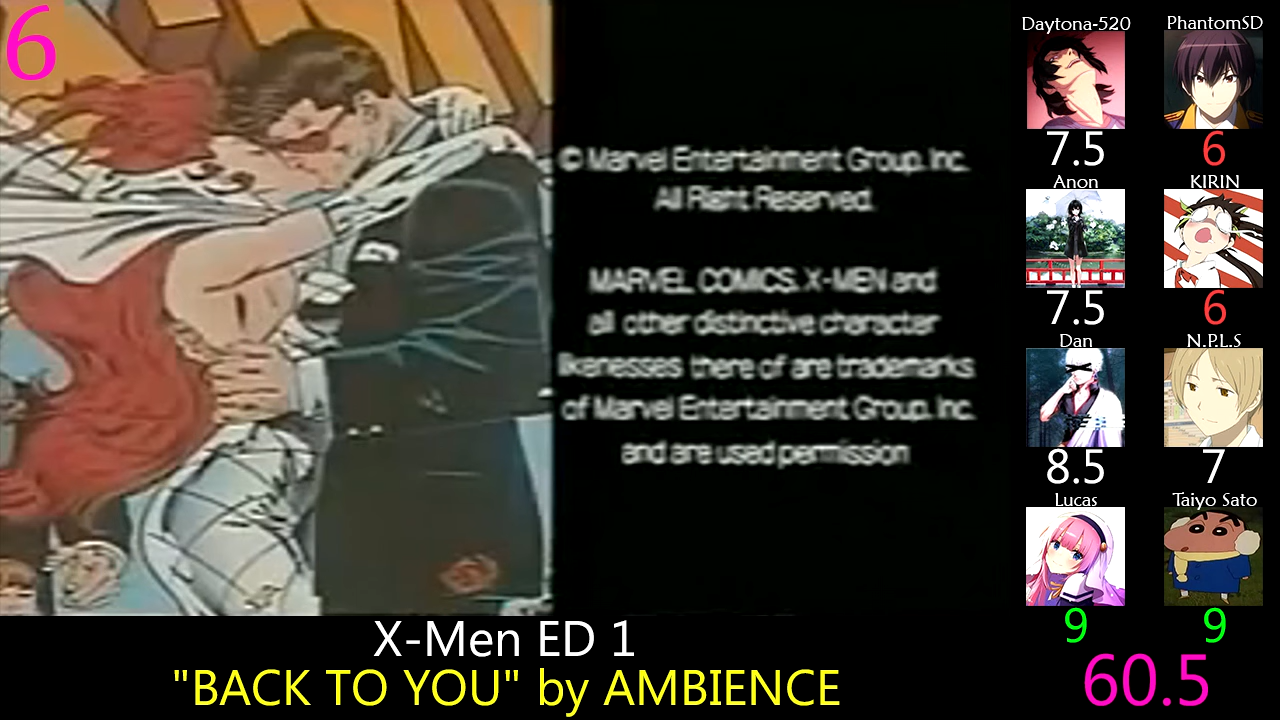 6
© Marvel Entertainment Group. Inc.
All Right Reserved.
MARVEL COMICS. X-MEN and
all other distinctive character
likenesses there of are trademarks
of Marvel Entertainment Group. Inc.
and are used permission
X-Men ED 1
"BACK TO YOU" by AMBIENCE
Daytona-520 PhantomSD
7.5 6
Anon KIRIN
7.5 6
Dan N.P.L.S
8.5 7
Lucas Taiyo Sato
9 9
60.5